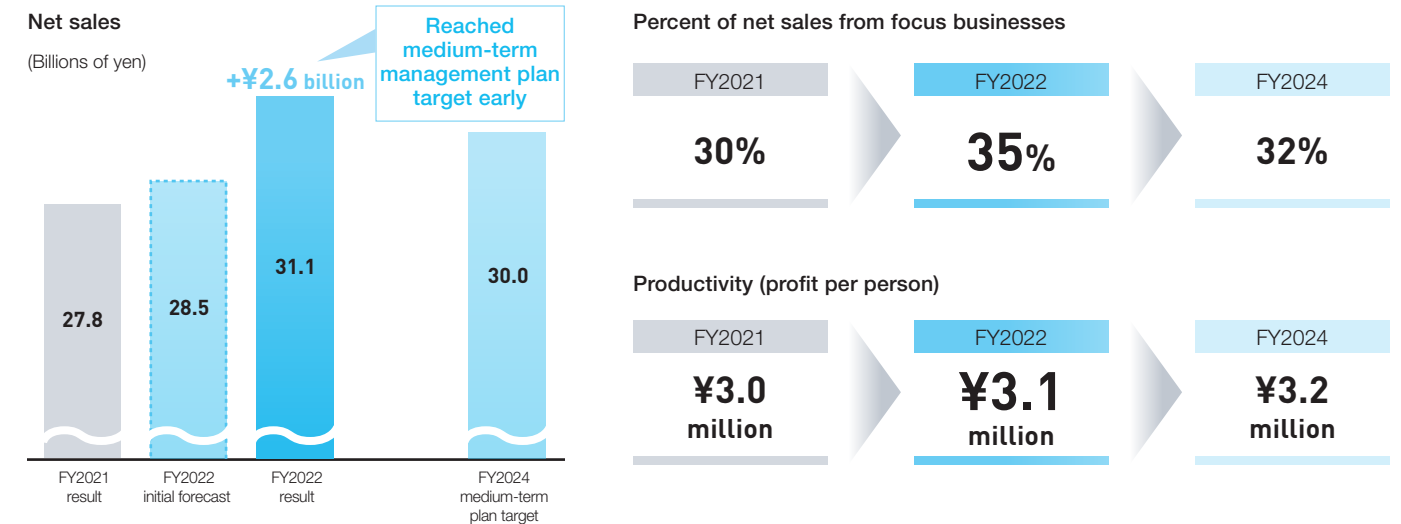 Net sales
(Billions of yen)
+¥2.6 billion
Reached
medium-term
management plan
target early
27.8
28.5
31.1
30.0
FY2021
result
FY2022
initial forecast
FY2022
result
FY2024
medium-term
plan target
Percent of net sales from focus businesses
FY2021
30%
FY2022
35%
FY2024
32%
Productivity (profit per person)
FY2021
¥3.0
million
FY2022
¥3.1
million
FY2024
¥3.2
million